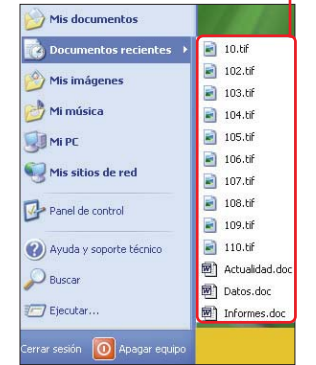 Mis documentos
Documentos recientes
Mis imágenes
Mi música
Mi PC
Mis sitios de red
Panel de control
Ayuda y soporte técnico
Buscar
Ejecutar...
Cerrar sesión
Apagar equipo
10.tif
102.tif
103.tif
104.tif
105.tif
106.tif
107.tif
108.tif
109.tif
110.tif
Actualidad.doc
Datos.doc
Informes.doc